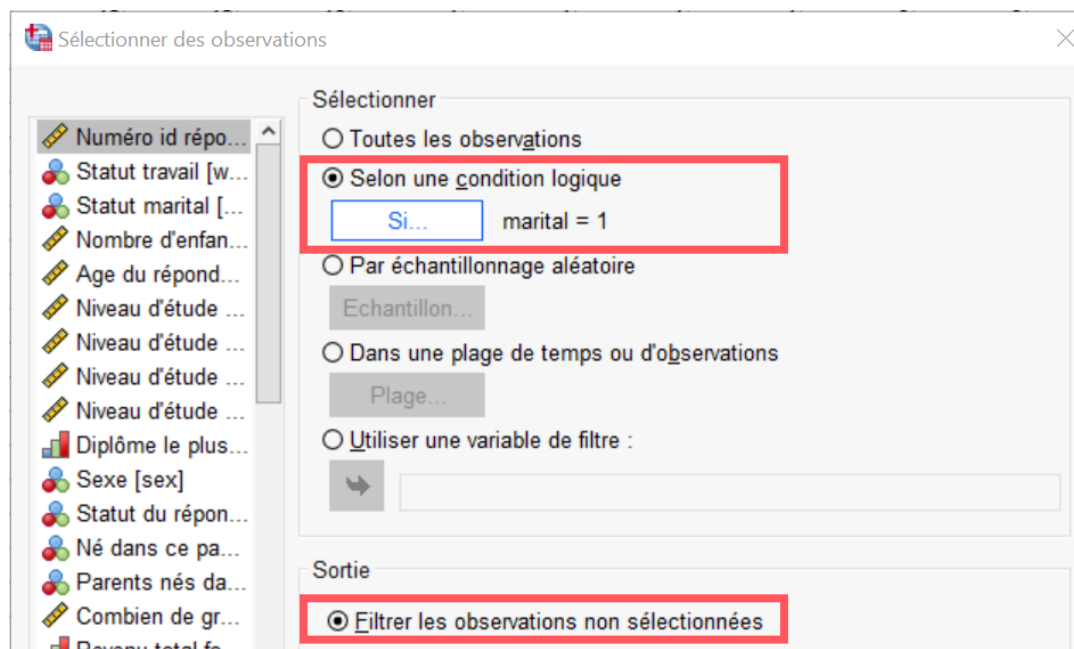 Sélectionner des observations
Sélectionner
Numéro id répo...
Statut travail [w...
Statut marital [...
Nombre d'enfan...
Age du répond...
Niveau d'étude ...
Niveau d'étude ...
Niveau d'étude ...
Niveau d'étude ...
Diplôme le plus...
Sexe [sex]
Statut du répon...
Né dans ce pa...
Parents nés da...
Combien de gr...
Revenu total fo...
Toutes les observations
Selon une condition logique
Si... marital = 1
Par échantillonnage aléatoire
Echantillon...
Dans une plage de temps ou d'observations
Plage...
Utiliser une variable de filtre :
Sortie
Filtrer les observations non sélectionnées